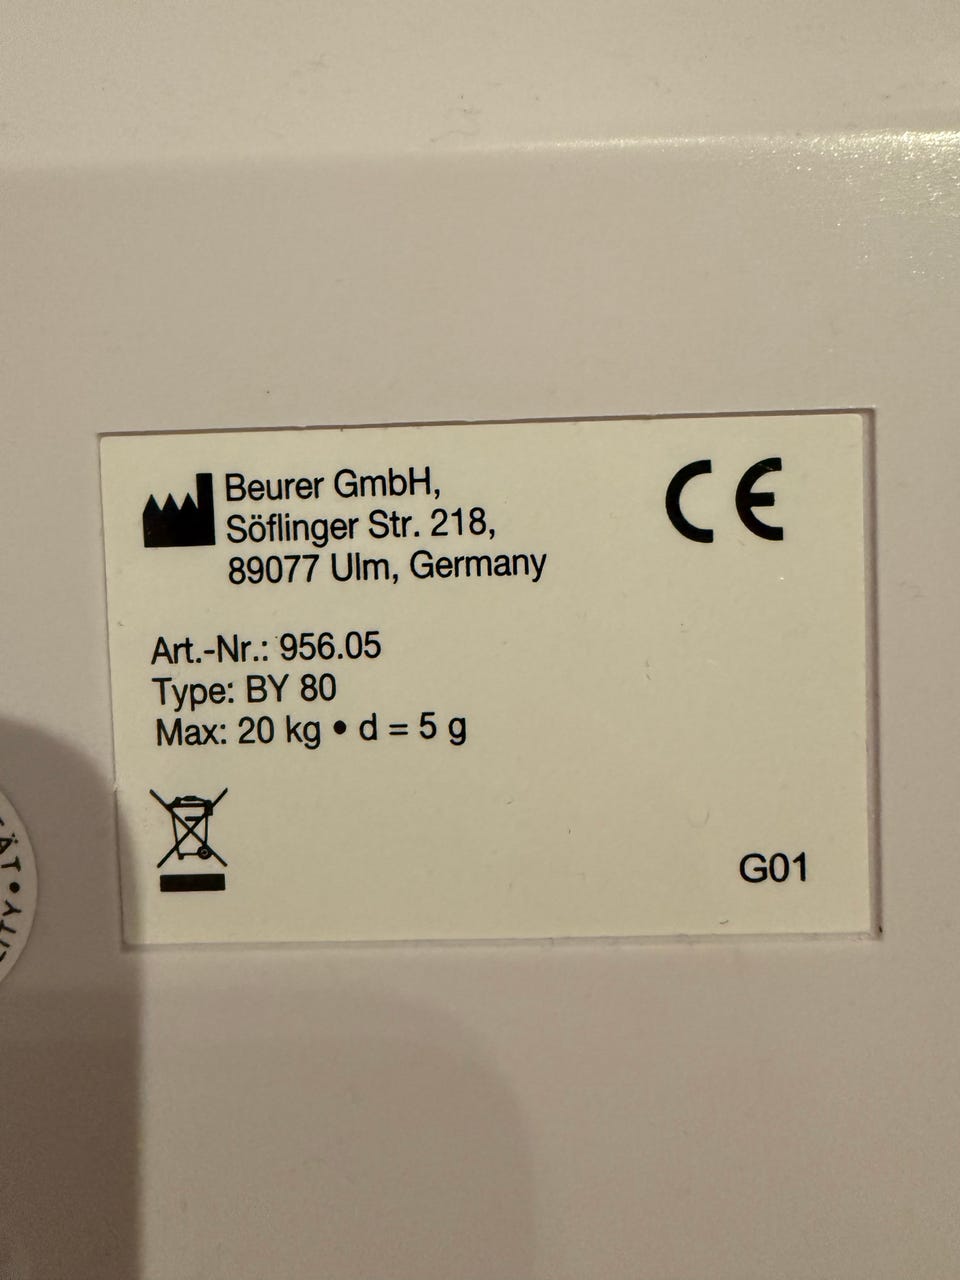 Beurer GmbH,
Söflinger Str. 218,
89077 Ulm, Germany
CE
Art.-Nr.: 956.05
Type: BY 80
Max: 20 kg • d = 5 g
G01